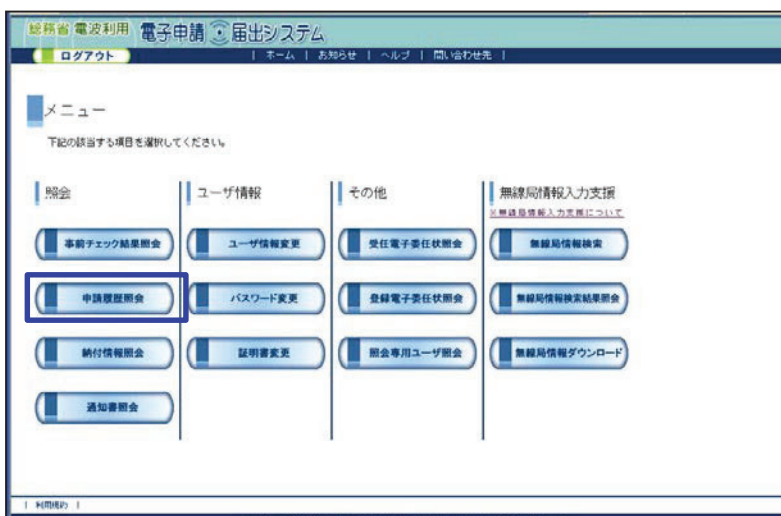 総務省 電波利用 電子申請・届出システム
ログアウト
| ホーム | お知らせ | ヘルプ | 問い合わせ先 |
メニュー
下記の該当する項目を選択してください。
照会
事前チェック結果照会
申請履歴照会
納付情報照会
通知書照会
ユーザ情報
ユーザ情報変更
パスワード変更
証明書変更
その他
受任電子委任状照会
登録電子委任状照会
照会専用ユーザ照会
無線局情報入力支援
※無線局情報入力支援について
無線局情報検索
無線局情報検索結果照会
無線局情報ダウンロード
| 利用規約 |